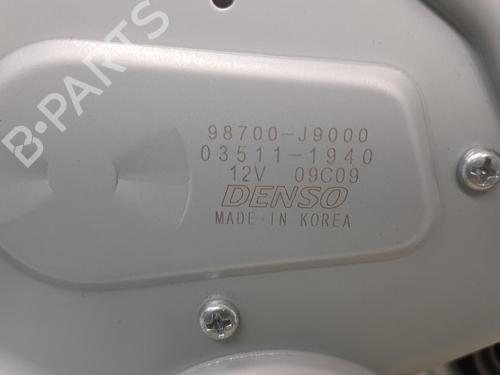 B-PARTS
98700-J9000
03511-1940
12V 09C09
DENSO
MADE IN KOREA